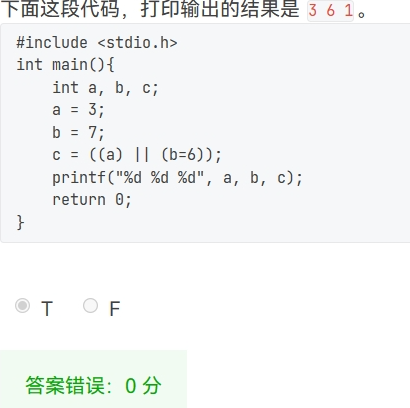 下面这段代码，打印输出的结果是 3 6 1 。
#include <stdio.h>
int main(){
    int a, b, c;
    a = 3;
    b = 7;
    c = ((a) || (b=6));
    printf("%d %d %d", a, b, c);
    return 0;
}
T F
答案错误：0 分